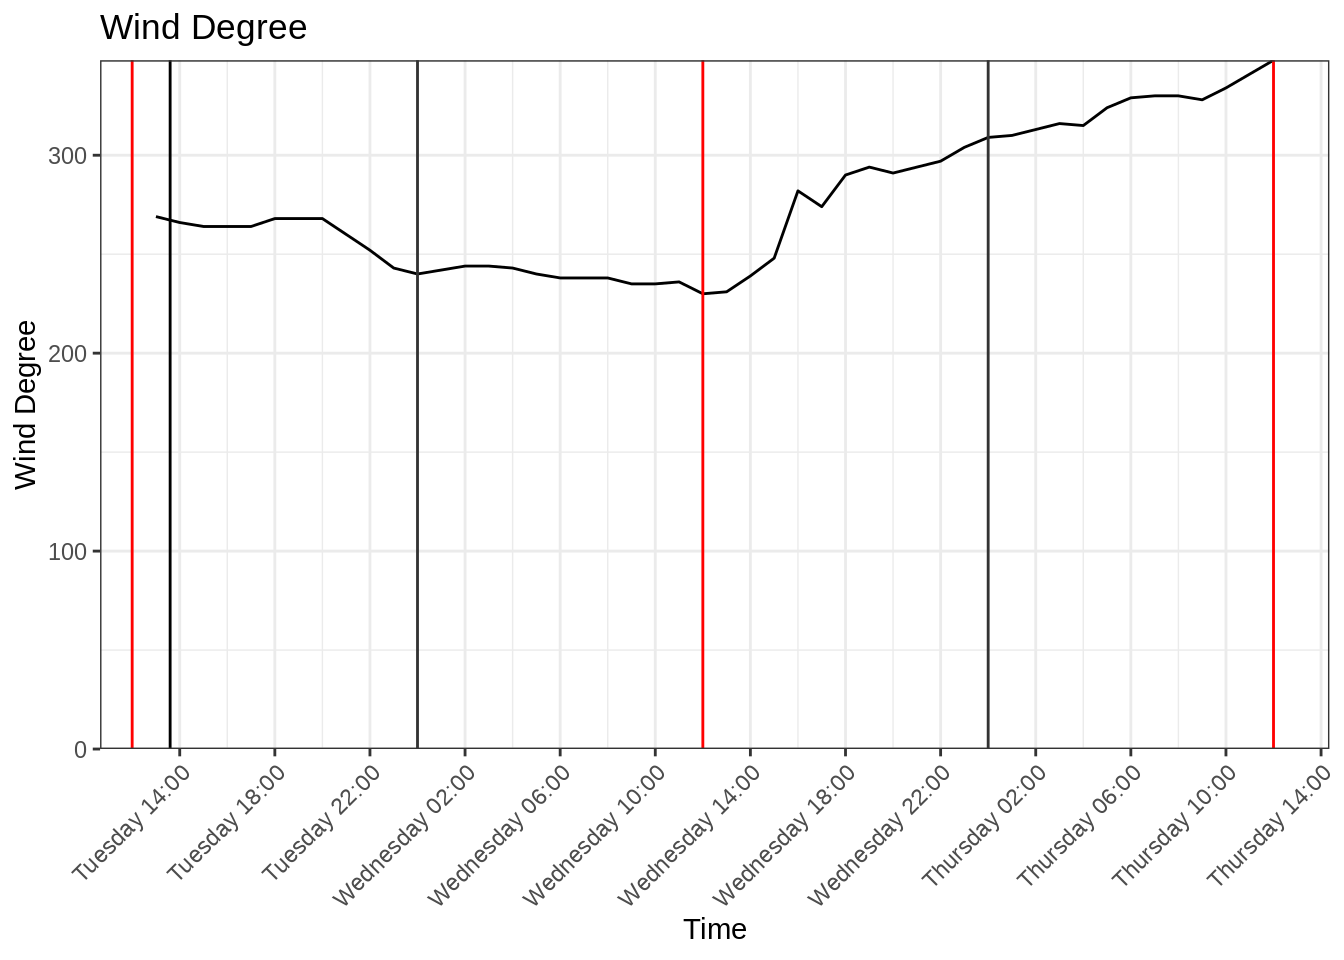 Wind Degree
Wind Degree
300
200
100
0
Tuesday 14:00
Tuesday 18:00
Tuesday 22:00
Wednesday 02:00
Wednesday 06:00
Wednesday 10:00
Wednesday 14:00
Wednesday 18:00
Wednesday 22:00
Thursday 02:00
Thursday 06:00
Thursday 10:00
Thursday 14:00
Time